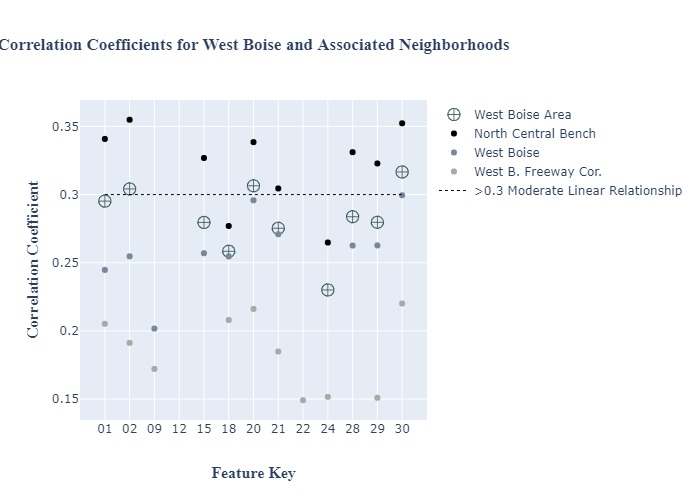 Correlation Coefficients for West Boise and Associated Neighborhoods
West Boise Area
North Central Bench
West Boise
West B. Freeway Cor.
>0.3 Moderate Linear Relationship
0.35
0.3
0.25
0.2
0.15
Correlation Coefficient
01 02 09 12 15 18 20 21 22 24 28 29 30
Feature Key